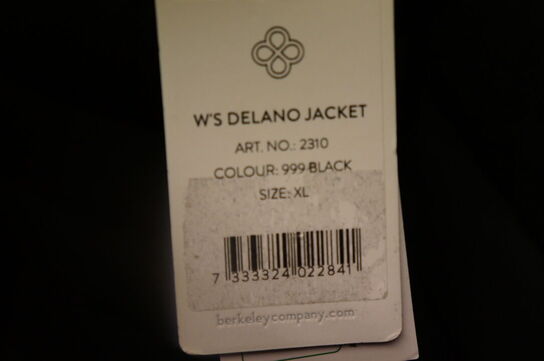 W'S DELANO JACKET
ART. NO.: 2310
COLOUR: 999 BLACK
SIZE: XL
7 333324 022841
berkeleycompany.com